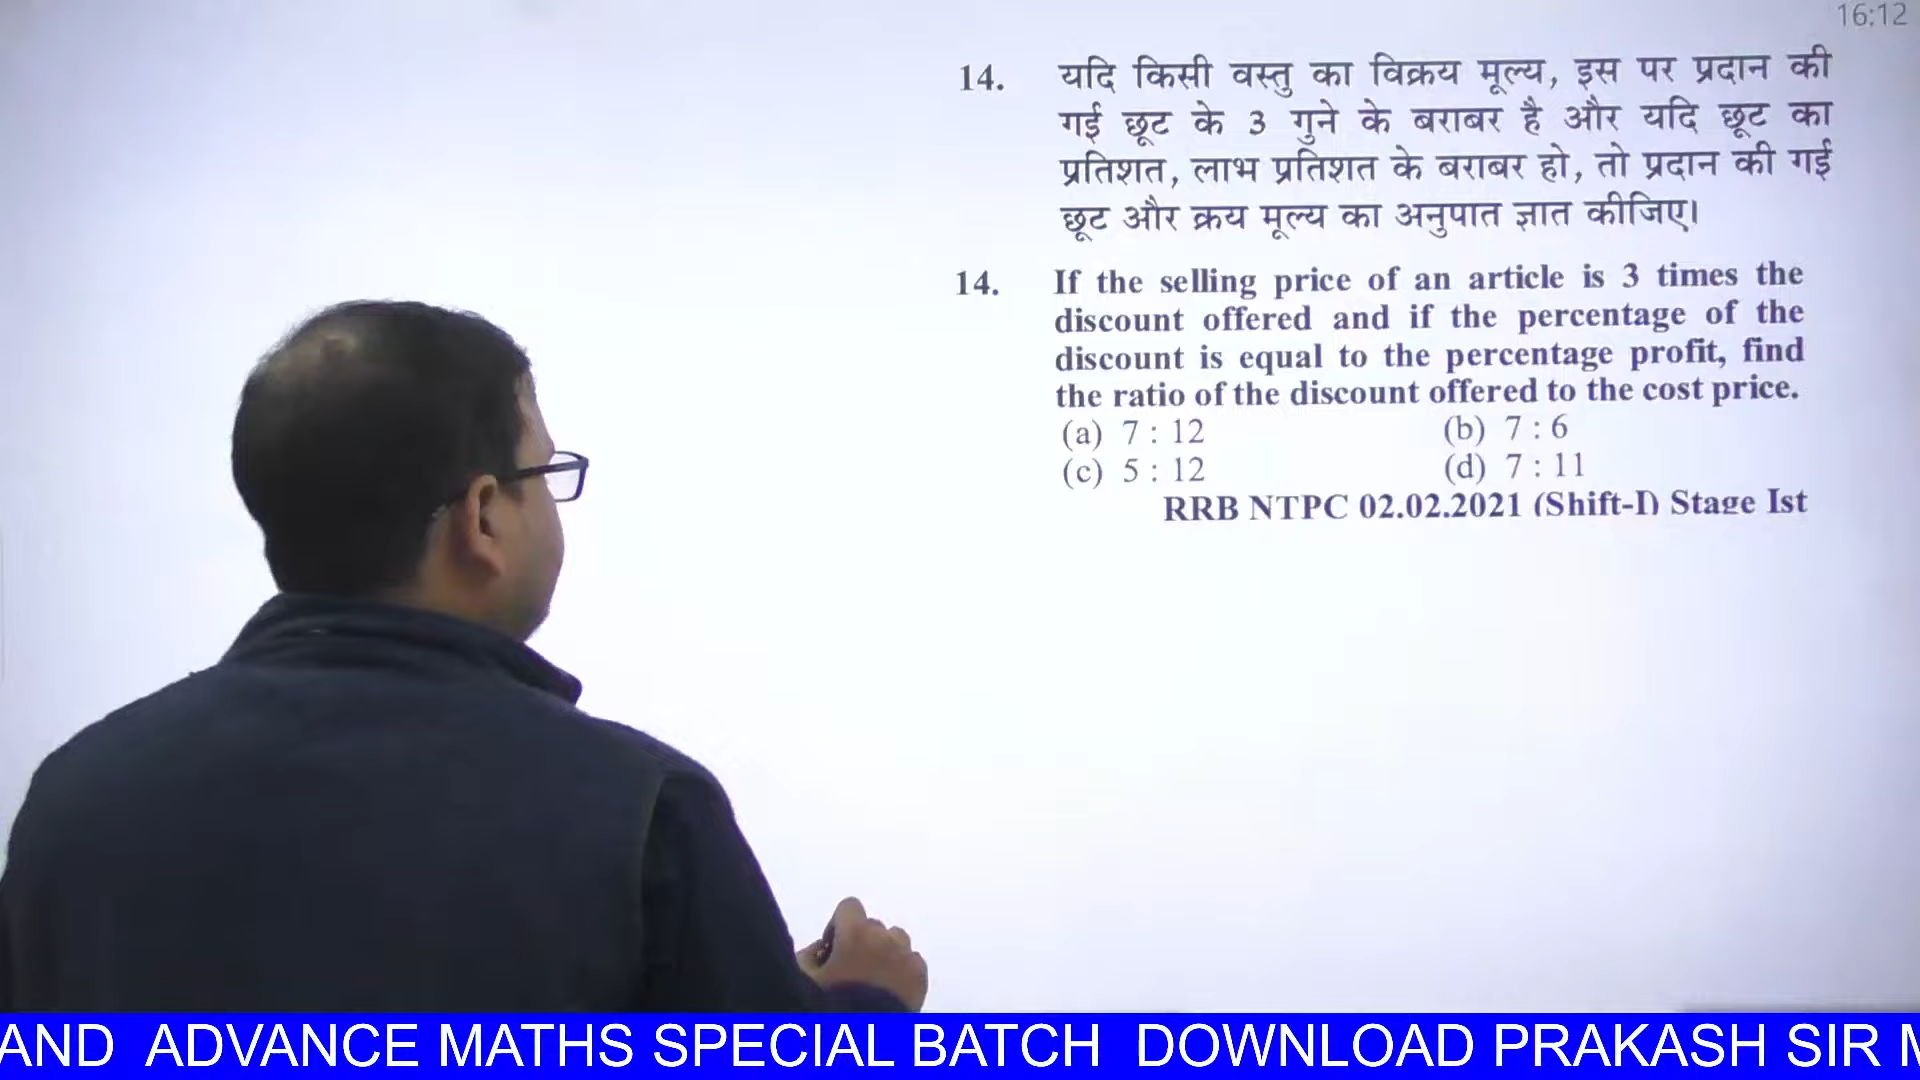 16:12
14. यदि किसी वस्तु का विक्रय मूल्य, इस पर प्रदान की
गई छूट के 3 गुने के बराबर है और यदि छूट का
प्रतिशत, लाभ प्रतिशत के बराबर हो, तो प्रदान की गई
छूट और क्रय मूल्य का अनुपात ज्ञात कीजिए।
14. If the selling price of an article is 3 times the
discount offered and if the percentage of the
discount is equal to the percentage profit, find
the ratio of the discount offered to the cost price.
(a) 7 : 12 (b) 7 : 6
(c) 5 : 12 (d) 7 : 11
RRB NTPC 02.02.2021 (Shift-I) Stage Ist
AND ADVANCE MATHS SPECIAL BATCH DOWNLOAD PRAKASH SIR M